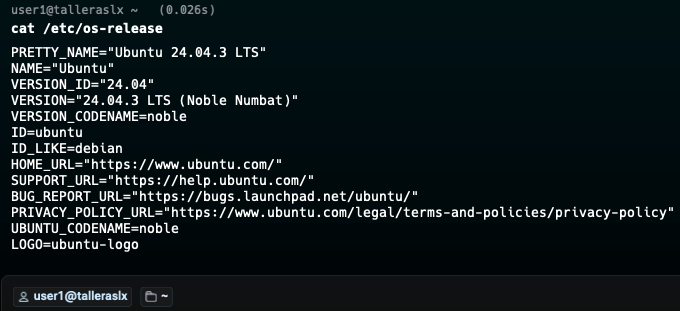 user1@talleraslx ~ (0.026s)
cat /etc/os-release
PRETTY_NAME="Ubuntu 24.04.3 LTS"
NAME="Ubuntu"
VERSION_ID="24.04"
VERSION="24.04.3 LTS (Noble Numbat)"
VERSION_CODENAME=noble
ID=ubuntu
ID_LIKE=debian
HOME_URL="https://www.ubuntu.com/"
SUPPORT_URL="https://help.ubuntu.com/"
BUG_REPORT_URL="https://bugs.launchpad.net/ubuntu/"
PRIVACY_POLICY_URL="https://www.ubuntu.com/legal/terms-and-policies/privacy-policy"
UBUNTU_CODENAME=noble
LOGO=ubuntu-logo
user1@talleraslx ~